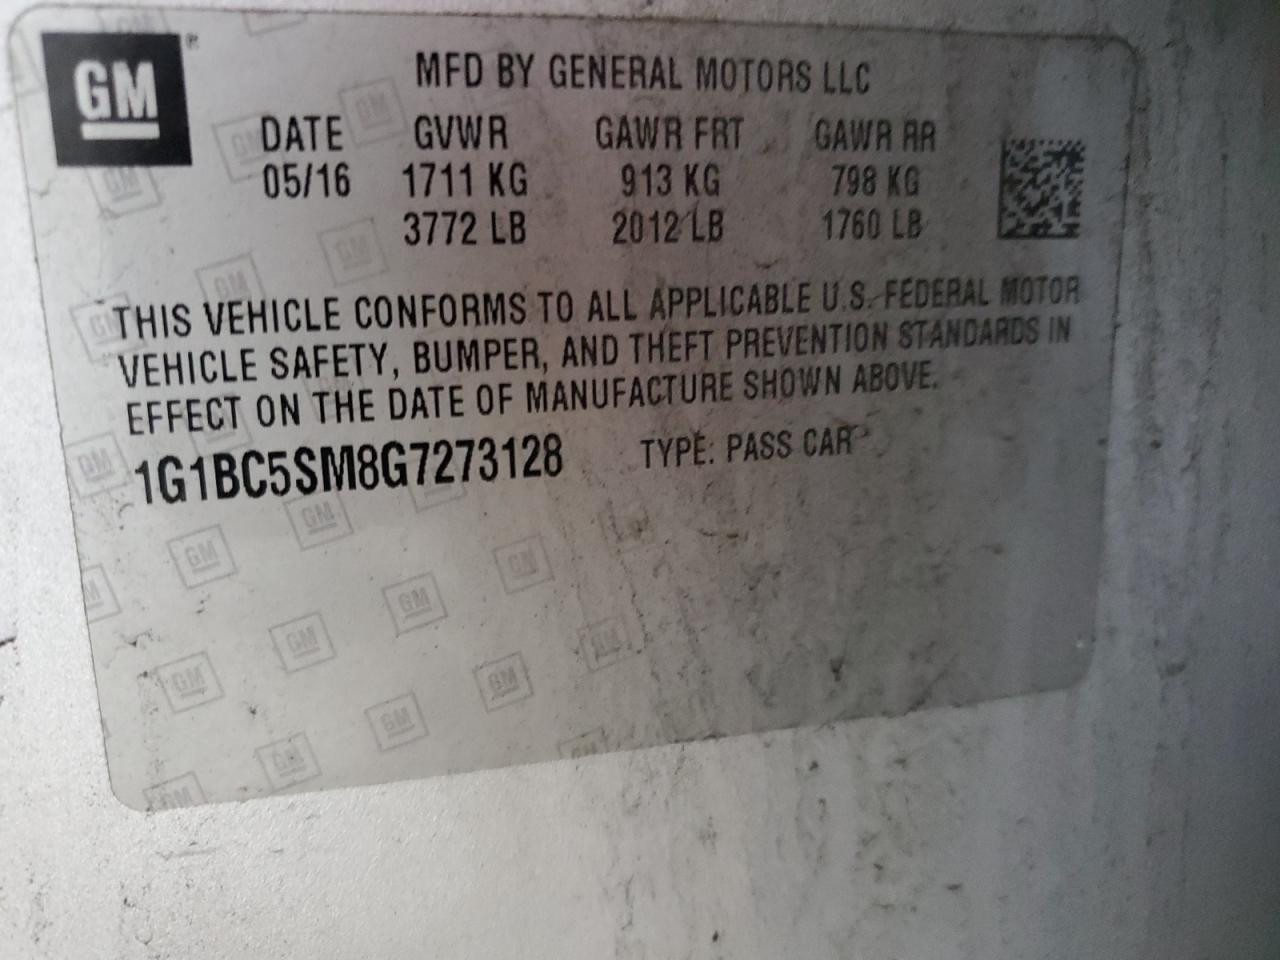 GM
MFD BY GENERAL MOTORS LLC
DATE GVWR GAWR FRT GAWR RR
05/16 1711 KG 913 KG 798 KG
3772 LB 2012 LB 1760 LB
THIS VEHICLE CONFORMS TO ALL APPLICABLE U.S. FEDERAL MOTOR
VEHICLE SAFETY, BUMPER, AND THEFT PREVENTION STANDARDS IN
EFFECT ON THE DATE OF MANUFACTURE SHOWN ABOVE.
1G1BC5SM8G7273128 TYPE: PASS CAR